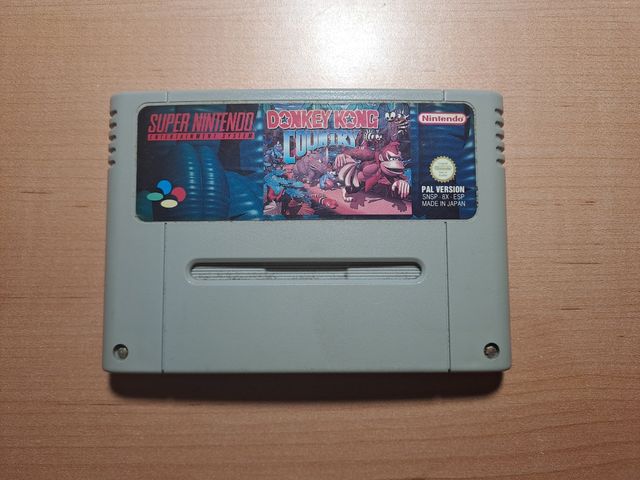 SUPER NINTENDO
ENTERTAINMENT SYSTEM
DONKEY KONG
COUNTRY
Nintendo
PAL VERSION
SNSP - 8X - ESP
MADE IN JAPAN